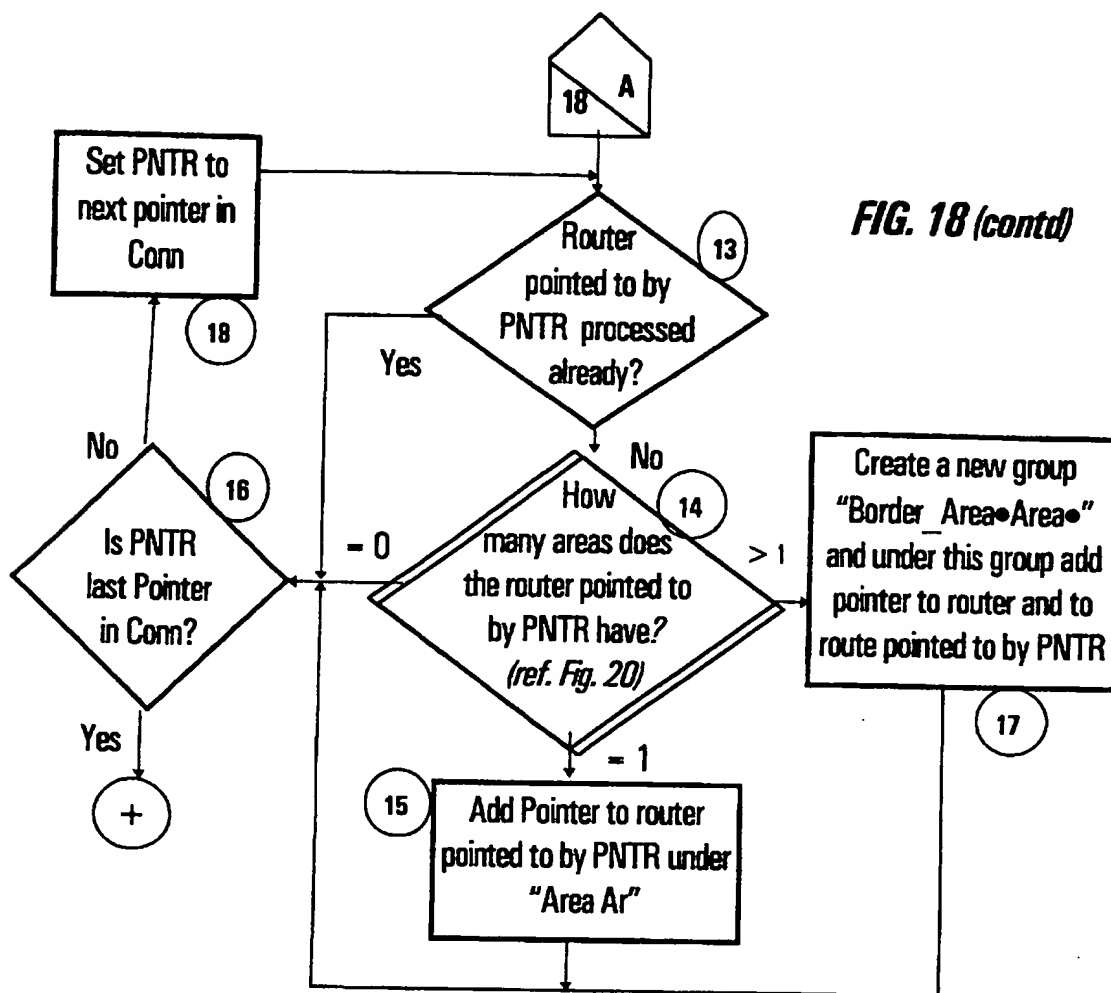 18
A
Set PNTR to
next pointer in
Conn
18
FIG. 18 (contd)
Router
pointed to by
PNTR processed
already?
13
Yes
No
No
16
Is PNTR
last Pointer
in Conn?
Yes
+
= 0
How
many areas does
the router pointed to
by PNTR have?
(ref. Fig. 20)
14
> 1
= 1
Create a new group
"Border_Area•Area•"
and under this group add
pointer to router and to
route pointed to by PNTR
17
15
Add Pointer to router
pointed to by PNTR under
"Area Ar"